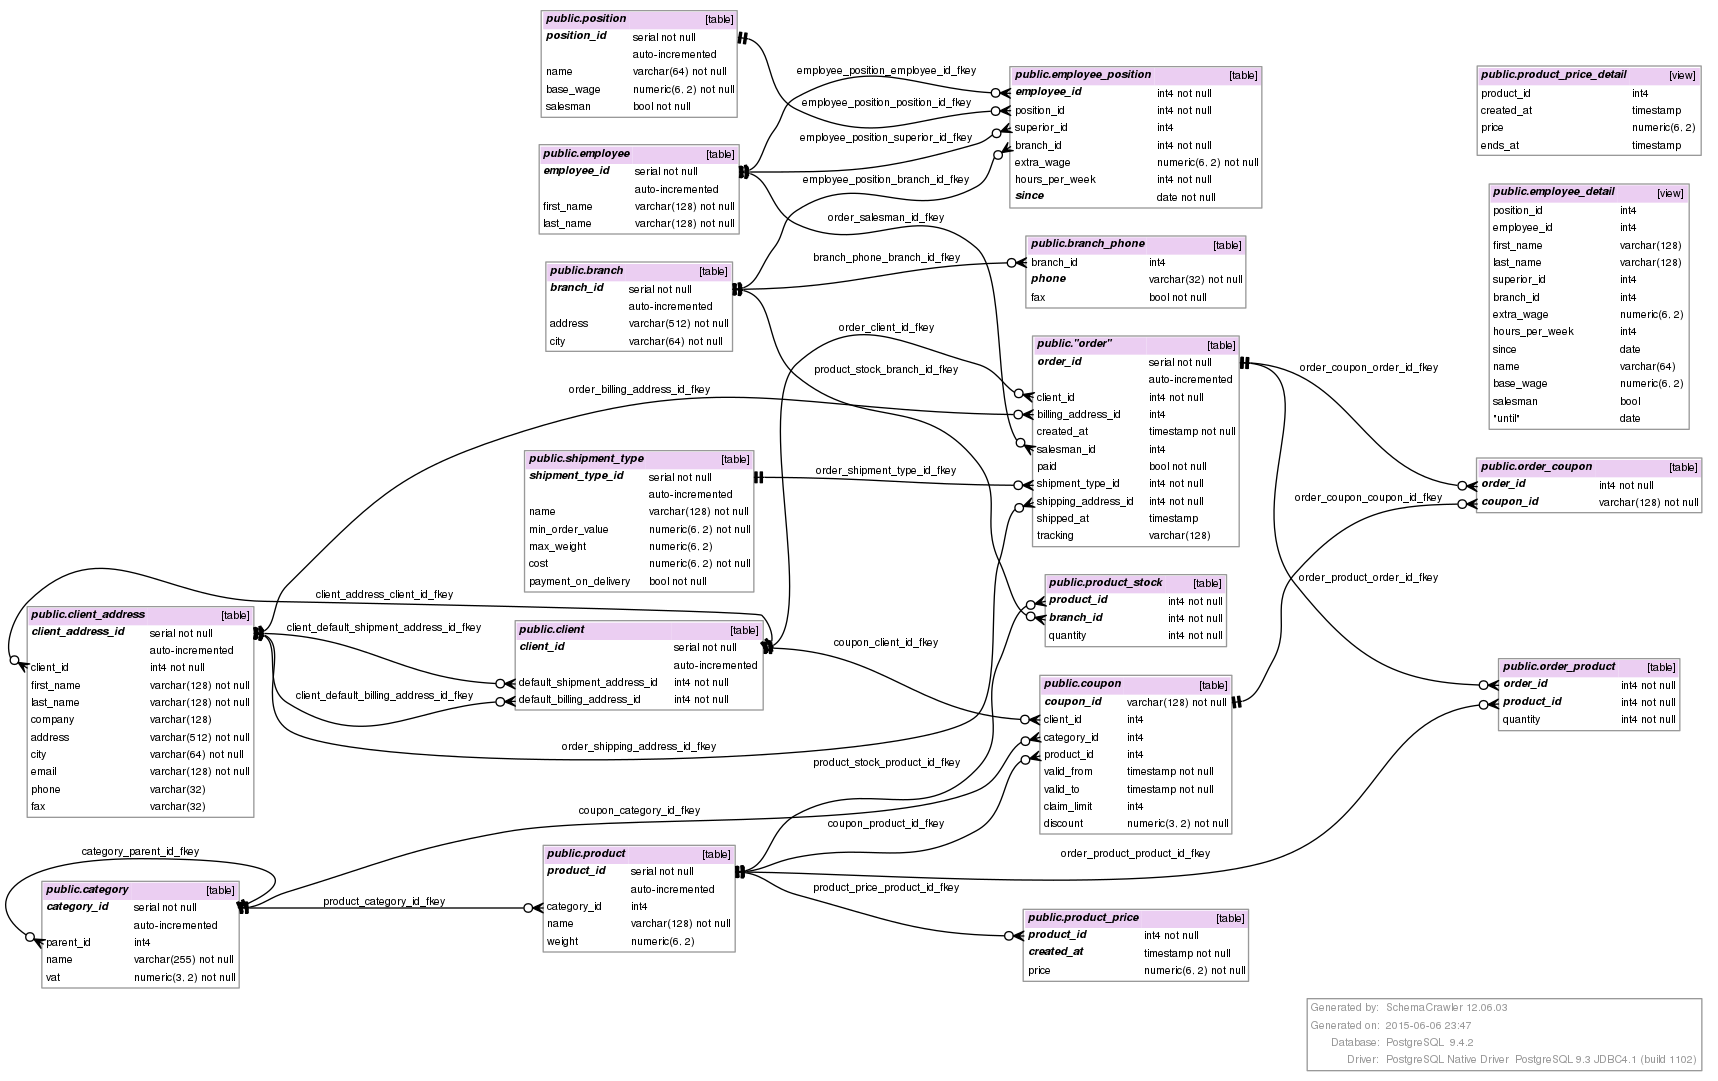 public.position [table]
position_id serial not null
auto-incremented
name varchar(64) not null
base_wage numeric(6, 2) not null
salesman bool not null
public.employee [table]
employee_id serial not null
auto-incremented
first_name varchar(128) not null
last_name varchar(128) not null
public.branch [table]
branch_id serial not null
auto-incremented
address varchar(512) not null
city varchar(64) not null
public.shipment_type [table]
shipment_type_id serial not null
auto-incremented
name varchar(128) not null
min_order_value numeric(6, 2) not null
max_weight numeric(6, 2)
cost numeric(6, 2) not null
payment_on_delivery bool not null
public.client_address [table]
client_address_id serial not null
auto-incremented
client_id int4 not null
first_name varchar(128) not null
last_name varchar(128) not null
company varchar(128)
address varchar(512) not null
city varchar(64) not null
email varchar(128) not null
phone varchar(32)
fax varchar(32)
public.client [table]
client_id serial not null
auto-incremented
default_shipment_address_id int4 not null
default_billing_address_id int4 not null
public.category [table]
category_id serial not null
auto-incremented
parent_id int4
name varchar(255) not null
vat numeric(3, 2) not null
public.product [table]
product_id serial not null
auto-incremented
category_id int4
name varchar(128) not null
weight numeric(6, 2)
public.employee_position [table]
employee_id int4 not null
position_id int4 not null
superior_id int4
branch_id int4 not null
extra_wage numeric(6, 2) not null
hours_per_week int4 not null
since date not null
public.branch_phone [table]
branch_id int4
phone varchar(32) not null
fax bool not null
public."order" [table]
order_id serial not null
auto-incremented
client_id int4 not null
billing_address_id int4
created_at timestamp not null
salesman_id int4
paid bool not null
shipment_type_id int4 not null
shipping_address_id int4 not null
shipped_at timestamp
tracking varchar(128)
public.product_stock [table]
product_id int4 not null
branch_id int4 not null
quantity int4 not null
public.coupon [table]
coupon_id varchar(128) not null
client_id int4
category_id int4
product_id int4
valid_from timestamp not null
valid_to timestamp not null
claim_limit int4
discount numeric(3, 2) not null
public.product_price [table]
product_id int4 not null
created_at timestamp not null
price numeric(6, 2) not null
public.product_price_detail [view]
product_id int4
created_at timestamp
price numeric(6, 2)
ends_at timestamp
public.employee_detail [view]
position_id int4
employee_id int4
first_name varchar(128)
last_name varchar(128)
superior_id int4
branch_id int4
extra_wage numeric(6, 2)
hours_per_week int4
since date
name varchar(64)
base_wage numeric(6, 2)
salesman bool
"until" date
public.order_coupon [table]
order_id int4 not null
coupon_id varchar(128) not null
public.order_product [table]
order_id int4 not null
product_id int4 not null
quantity int4 not null
employee_position_employee_id_fkey
employee_position_position_id_fkey
employee_position_superior_id_fkey
employee_position_branch_id_fkey
order_salesman_id_fkey
branch_phone_branch_id_fkey
order_client_id_fkey
product_stock_branch_id_fkey
order_billing_address_id_fkey
order_shipment_type_id_fkey
client_address_client_id_fkey
client_default_shipment_address_id_fkey
client_default_billing_address_id_fkey
order_shipping_address_id_fkey
coupon_client_id_fkey
product_stock_product_id_fkey
coupon_category_id_fkey
coupon_product_id_fkey
category_parent_id_fkey
product_category_id_fkey
product_price_product_id_fkey
order_product_product_id_fkey
order_coupon_order_id_fkey
order_coupon_coupon_id_fkey
order_product_order_id_fkey
Generated by: SchemaCrawler 12.06.03
Generated on: 2015-06-06 23:47
Database: PostgreSQL 9.4.2
Driver: PostgreSQL Native Driver PostgreSQL 9.3 JDBC4.1 (build 1102)